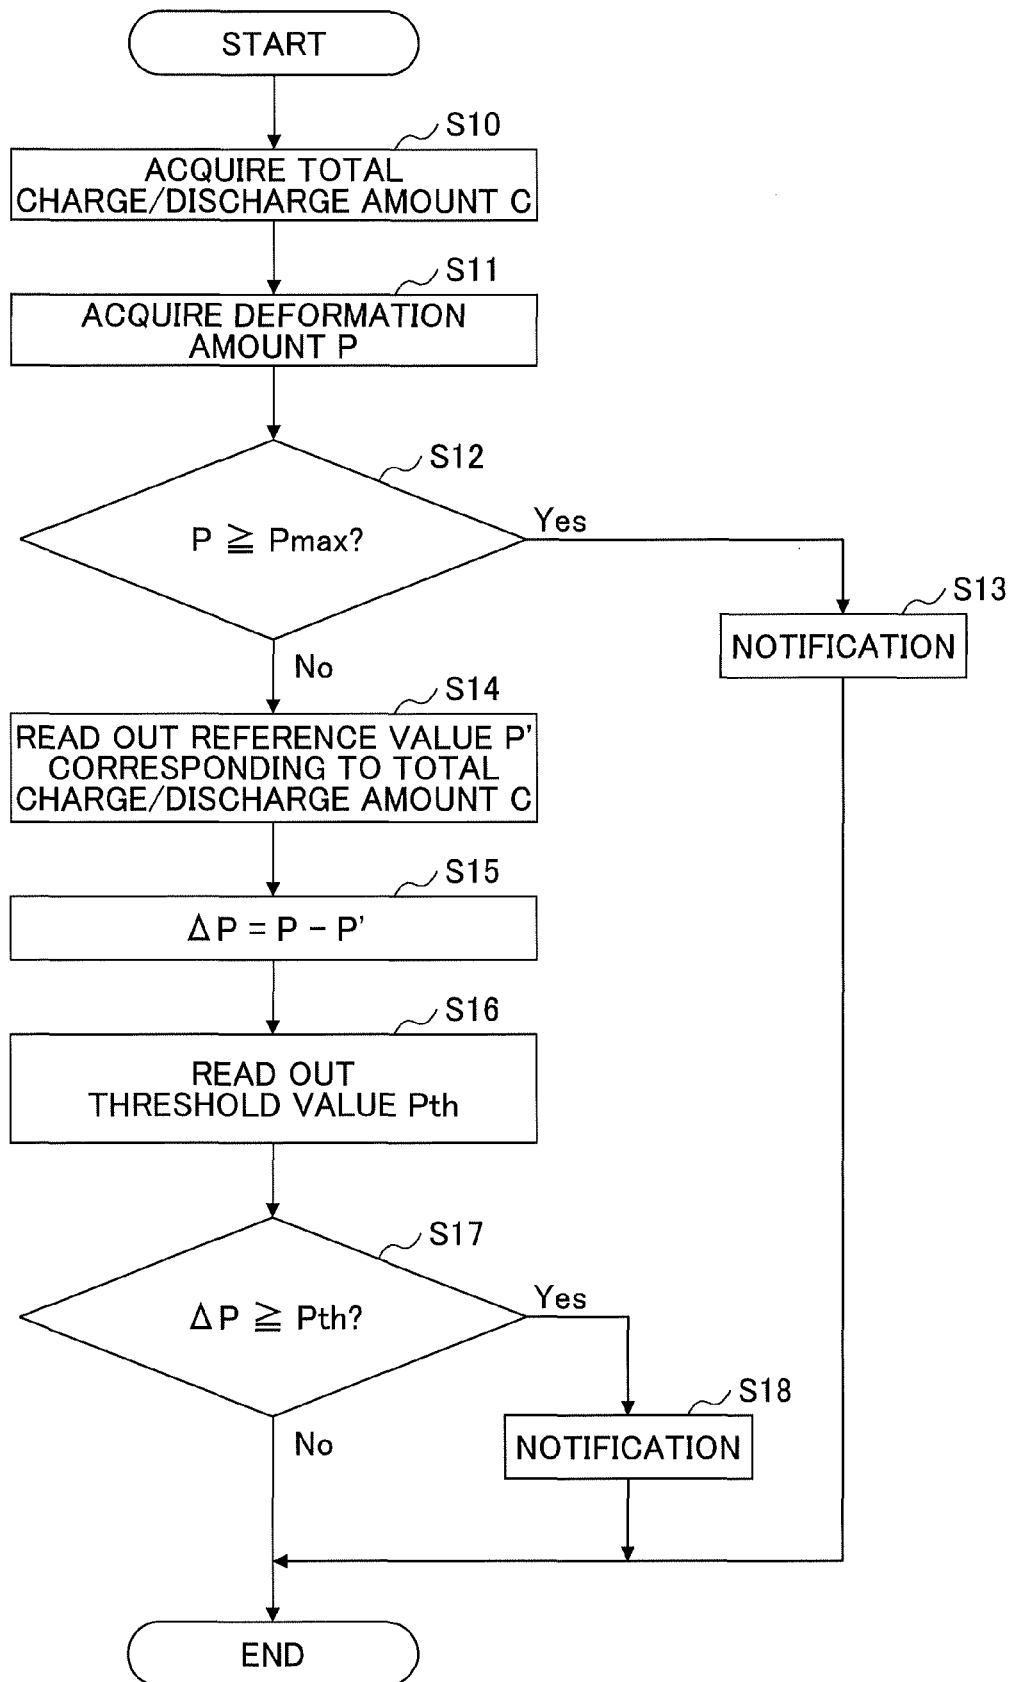 START
S10
ACQUIRE TOTAL
CHARGE/DISCHARGE AMOUNT C
S11
ACQUIRE DEFORMATION
AMOUNT P
S12
P ≧ Pmax?
Yes
S13
NOTIFICATION
No
S14
READ OUT REFERENCE VALUE P'
CORRESPONDING TO TOTAL
CHARGE/DISCHARGE AMOUNT C
S15
ΔP = P - P'
S16
READ OUT
THRESHOLD VALUE Pth
S17
ΔP ≧ Pth?
Yes
S18
NOTIFICATION
No
END